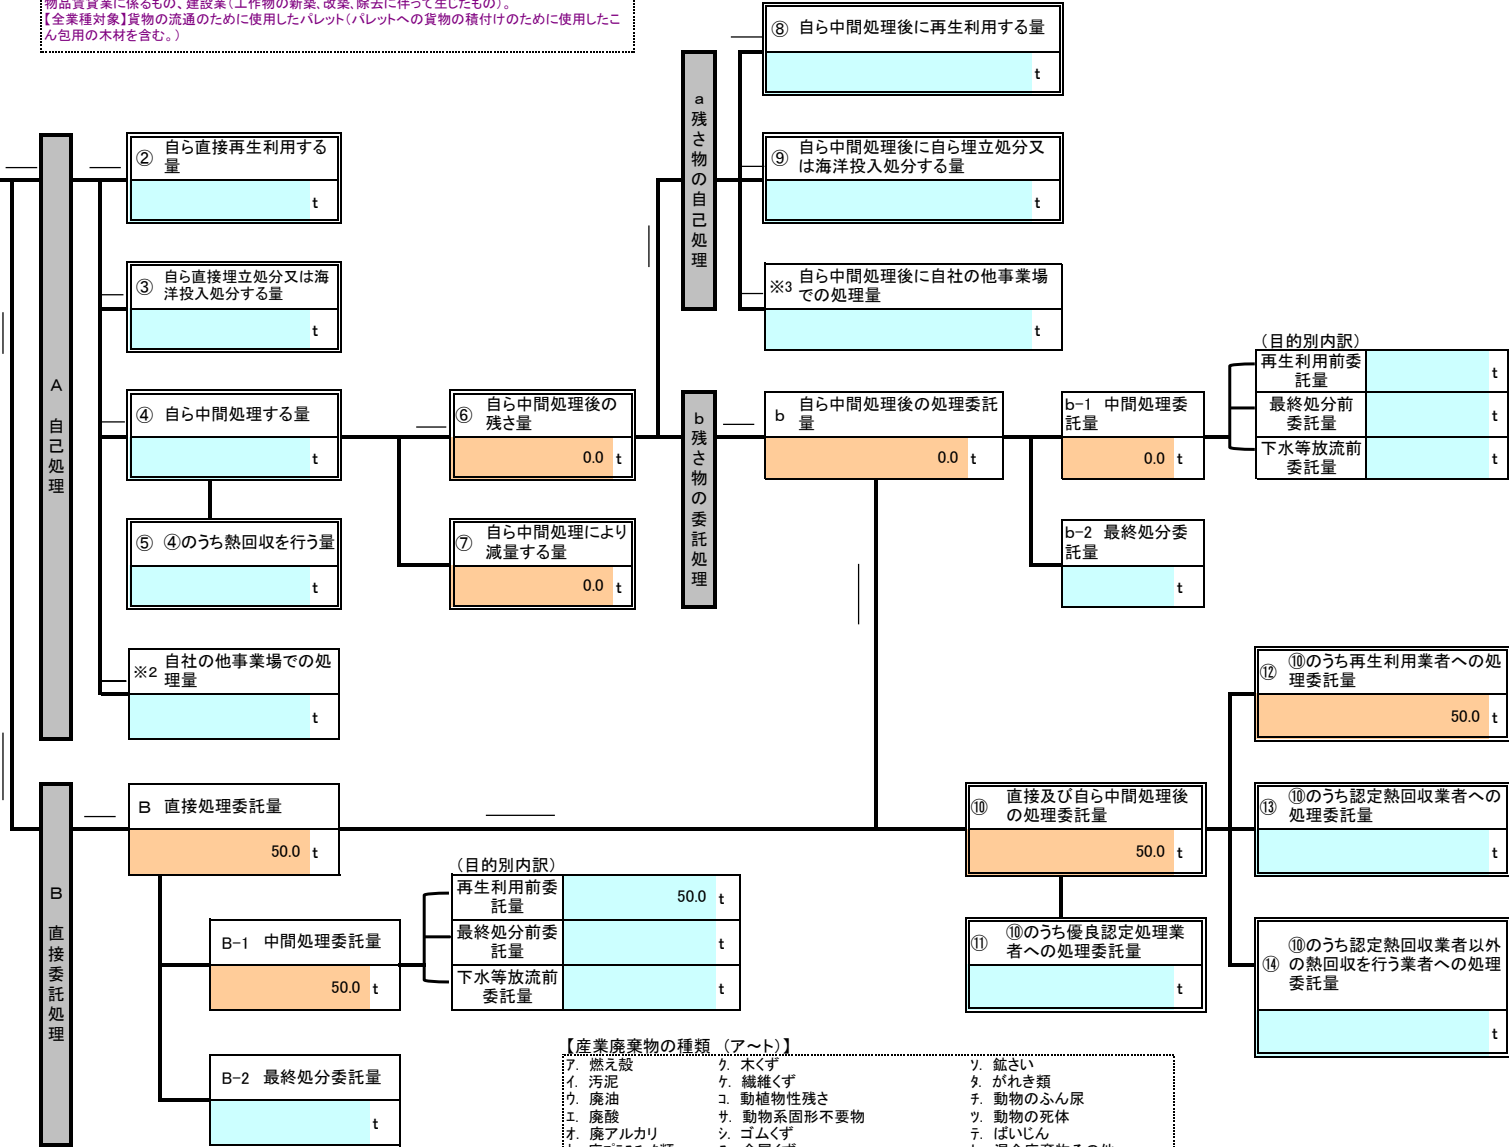 物品賃貸業に係るもの、建設業（工作物の新築、改築、除去に伴って生じたもの）。
【全業種対象】貨物の流通のために使用したパレット（パレットへの貨物の積付けのために使用したこ
ん包用の木材を含む。）
⑧ 自ら中間処理後に再生利用する量
t
a 残さ物の自己処理
② 自ら直接再生利用する
量
t
⑨ 自ら中間処理後に自ら埋立処分又
は海洋投入処分する量
t
③ 自ら直接埋立処分又は海
洋投入処分する量
t
※3 自ら中間処理後に自社の他事業場
での処理量
t
A 自己処理
④ 自ら中間処理する量
t
⑥ 自ら中間処理後の
残さ量
0.0 t
b 残さ物の委託処理
b 自ら中間処理後の処理委託
量
0.0 t
b-1 中間処理委
託量
0.0 t
（目的別内訳）
再生利用前委
託量
t
最終処分前
委託量
t
下水等放流前
委託量
t
⑤ ④のうち熱回収を行う量
t
⑦ 自ら中間処理により
減量する量
0.0 t
b-2 最終処分委
託量
t
※2 自社の他事業場での処
理量
t
⑫ ⑩のうち再生利用業者への処
理委託量
50.0 t
B 直接委託処理
B 直接処理委託量
50.0 t
⑩ 直接及び自ら中間処理後
の処理委託量
50.0 t
⑬ ⑩のうち認定熱回収業者への
処理委託量
t
B-1 中間処理委託量
50.0 t
（目的別内訳）
再生利用前委
託量
50.0 t
最終処分前委
託量
t
下水等放流前
委託量
t
⑪ ⑩のうち優良認定処理業
者への処理委託量
t
⑭ ⑩のうち認定熱回収業者以外
の熱回収を行う業者への処理
委託量
t
B-2 最終処分委託量
t
【産業廃棄物の種類 （ア～ト）】
ア. 燃え殻 ク. 木くず ソ. 鉱さい
イ. 汚泥 ケ. 繊維くず タ. がれき類
ウ. 廃油 コ. 動植物性残さ チ. 動物のふん尿
エ. 廃酸 サ. 動物系固形不要物 ツ. 動物の死体
オ. 廃アルカリ シ. ゴムくず テ. ばいじん